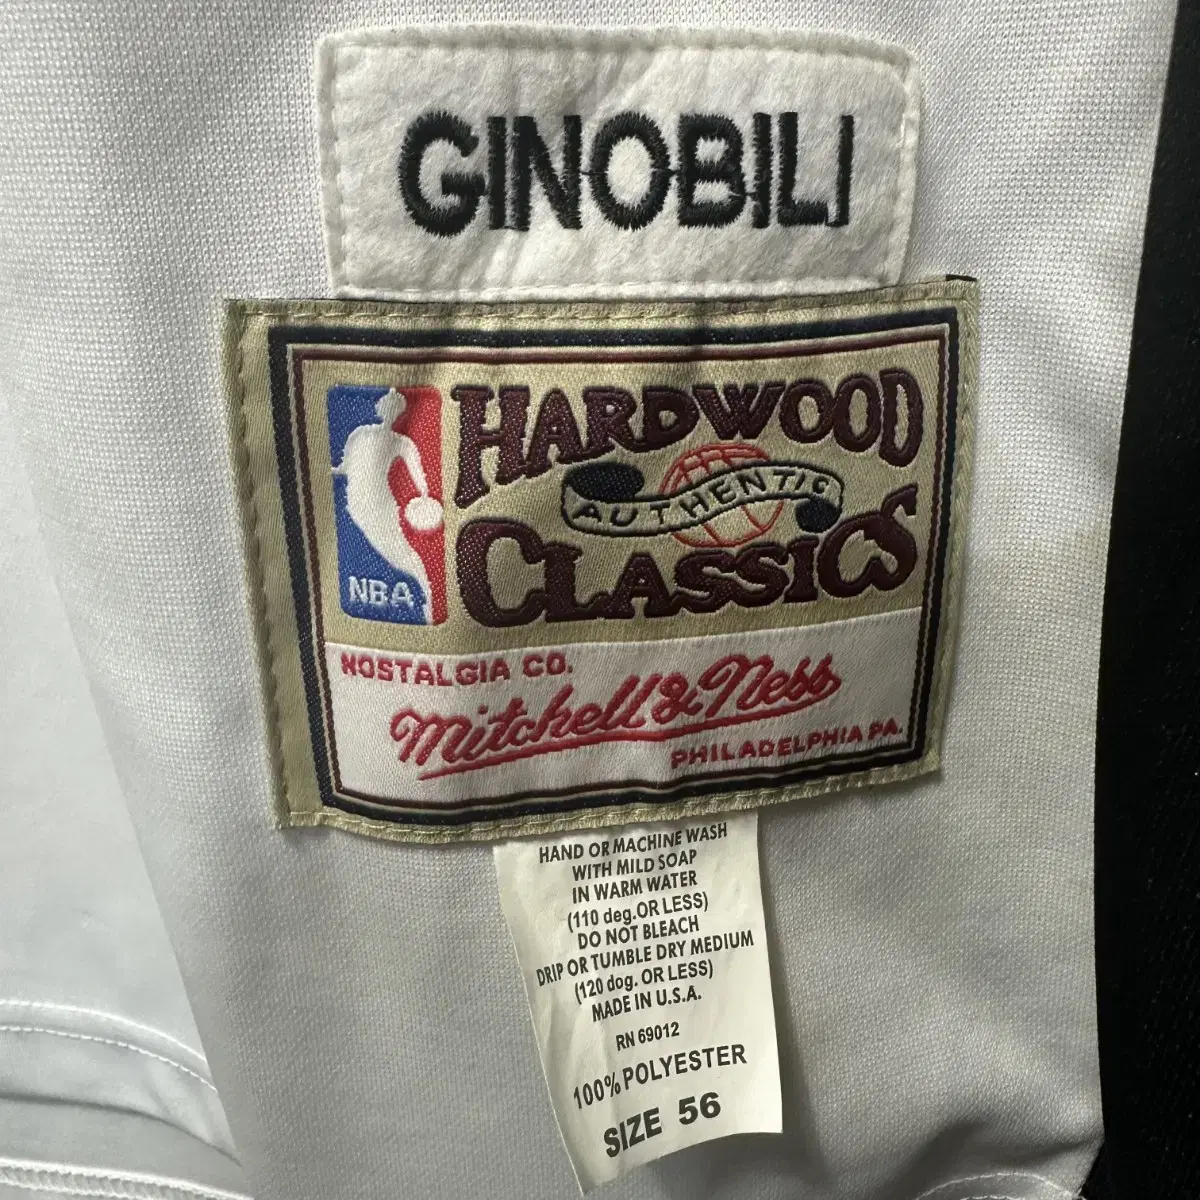 GINOBILI
HARDWOOD
AUTHENTIC
CLASSICS
NBA
NOSTALGIA CO.
Mitchell & Ness
PHILADELPHIA PA.
HAND OR MACHINE WASH
WITH MILD SOAP
IN WARM WATER
(110 deg.OR LESS)
DO NOT BLEACH
DRIP OR TUMBLE DRY MEDIUM
(120 dog. OR LESS)
MADE IN U.S.A.
RN 69012
100% POLYESTER
SIZE 56